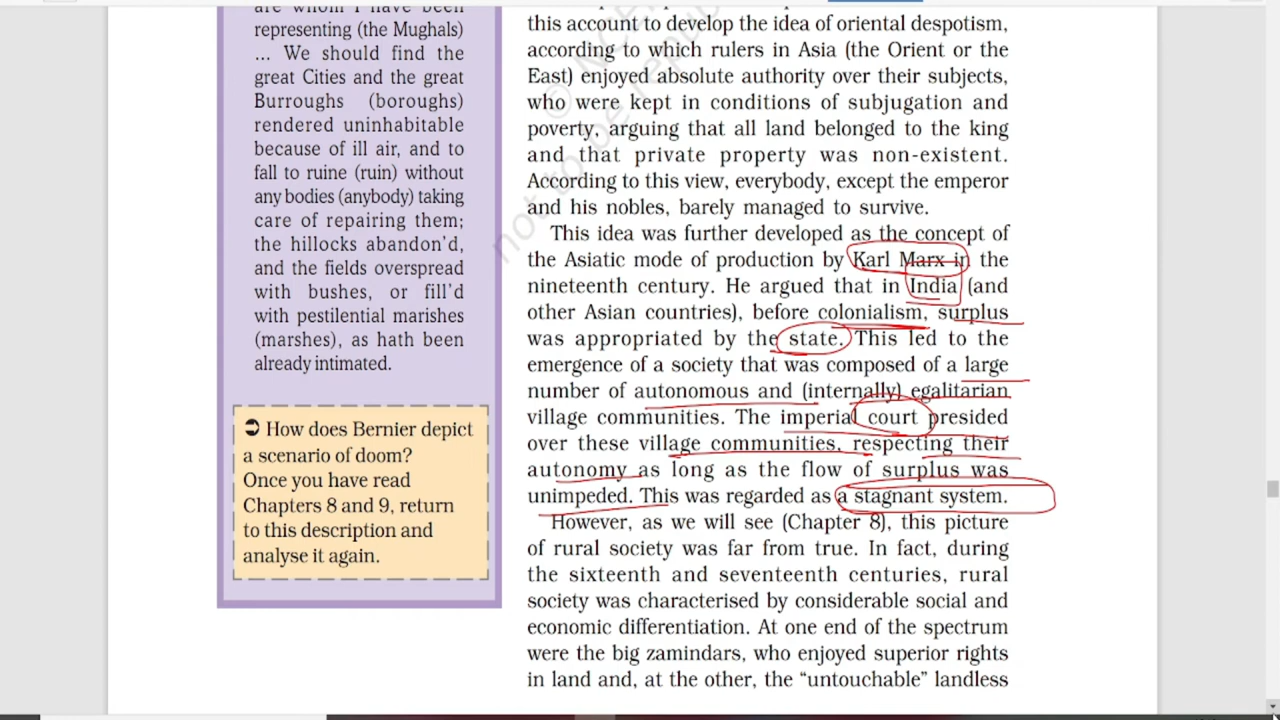 are whom I have been
representing (the Mughals)
... We should find the
great Cities and the great
Burroughs (boroughs)
rendered uninhabitable
because of ill air, and to
fall to ruine (ruin) without
any bodies (anybody) taking
care of repairing them;
the hillocks abandon'd,
and the fields overspread
with bushes, or fill'd
with pestilential marishes
(marshes), as hath been
already intimated.
➲ How does Bernier depict
a scenario of doom?
Once you have read
Chapters 8 and 9, return
to this description and
analyse it again.
this account to develop the idea of oriental despotism,
according to which rulers in Asia (the Orient or the
East) enjoyed absolute authority over their subjects,
who were kept in conditions of subjugation and
poverty, arguing that all land belonged to the king
and that private property was non-existent.
According to this view, everybody, except the emperor
and his nobles, barely managed to survive.
This idea was further developed as the concept of
the Asiatic mode of production by Karl Marx in the
nineteenth century. He argued that in India (and
other Asian countries), before colonialism, surplus
was appropriated by the state. This led to the
emergence of a society that was composed of a large
number of autonomous and (internally) egalitarian
village communities. The imperial court presided
over these village communities, respecting their
autonomy as long as the flow of surplus was
unimpeded. This was regarded as a stagnant system.
However, as we will see (Chapter 8), this picture
of rural society was far from true. In fact, during
the sixteenth and seventeenth centuries, rural
society was characterised by considerable social and
economic differentiation. At one end of the spectrum
were the big zamindars, who enjoyed superior rights
in land and, at the other, the "untouchable" landless